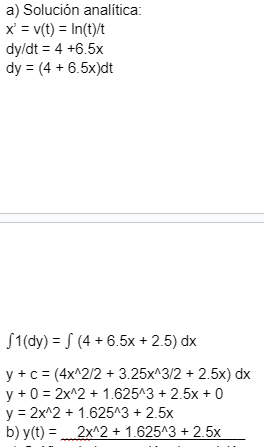 a) Solución analítica:
x' = v(t) = ln(t)/t
dy/dt = 4 +6.5x
dy = (4 + 6.5x)dt
∫1(dy) = ∫ (4 + 6.5x + 2.5) dx
y + c = (4x^2/2 + 3.25x^3/2 + 2.5x) dx
y + 0 = 2x^2 + 1.625^3 + 2.5x + 0
y = 2x^2 + 1.625^3 + 2.5x
b) y(t) = 2x^2 + 1.625^3 + 2.5x